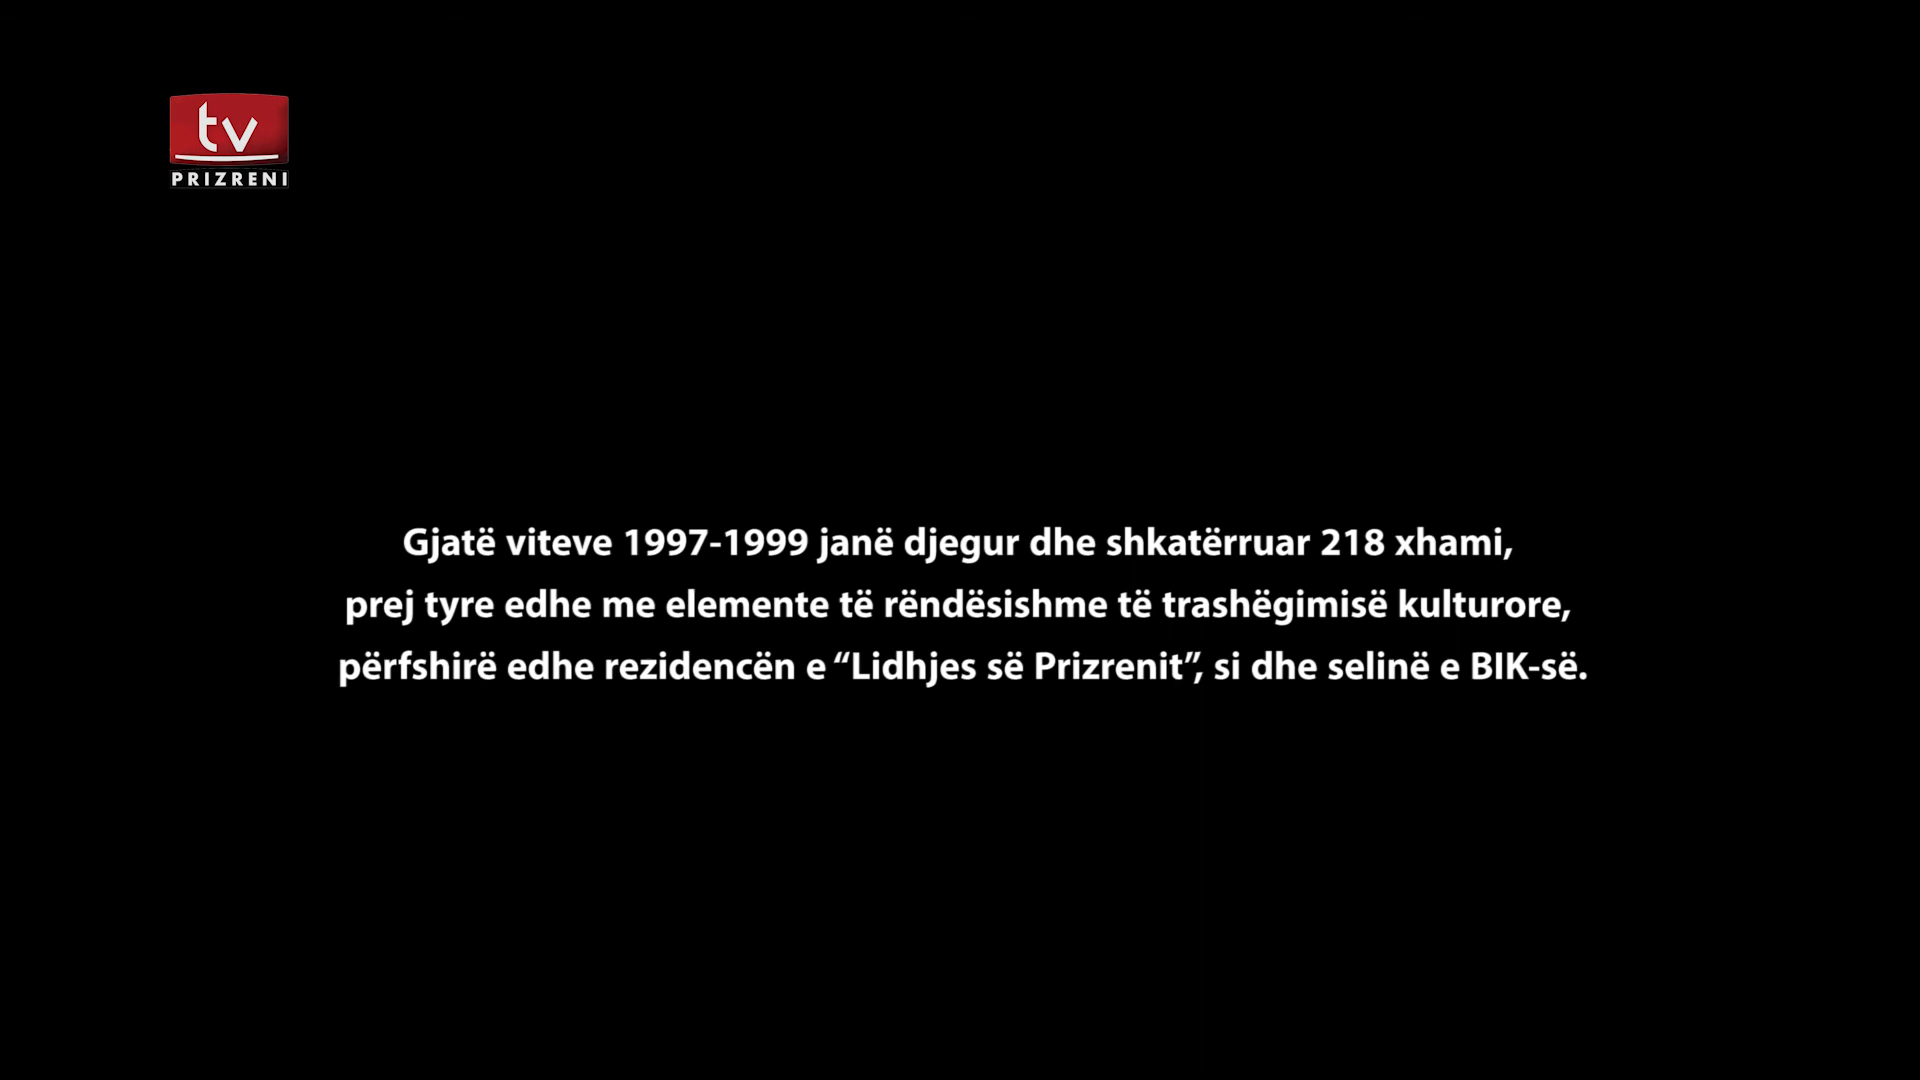 tv
PRIZRENI
Gjatë viteve 1997-1999 janë djegur dhe shkatërruar 218 xhami,
prej tyre edhe me elemente të rëndësishme të trashëgimisë kulturore,
përfshirë edhe rezidencën e “Lidhjes së Prizrenit”, si dhe selinë e BIK-së.